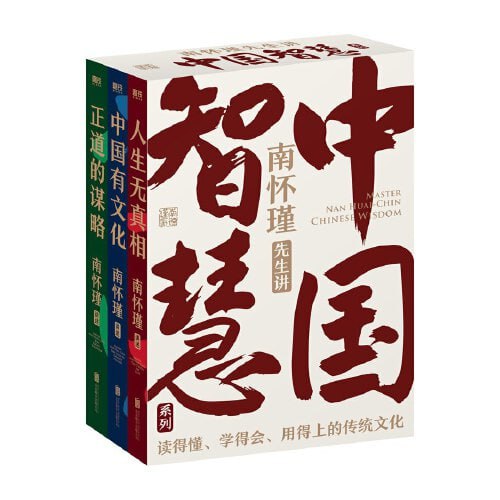 南怀瑾先生讲
中国智慧
系列
中国
智慧
南怀瑾
先生讲
MASTER
NAN HUAI-CHIN
CHINESE WISDOM
系列
读得懂、学得会、用得上的传统文化
正道的谋略
南怀瑾
中国有文化
南怀瑾
人生无真相
南怀瑾